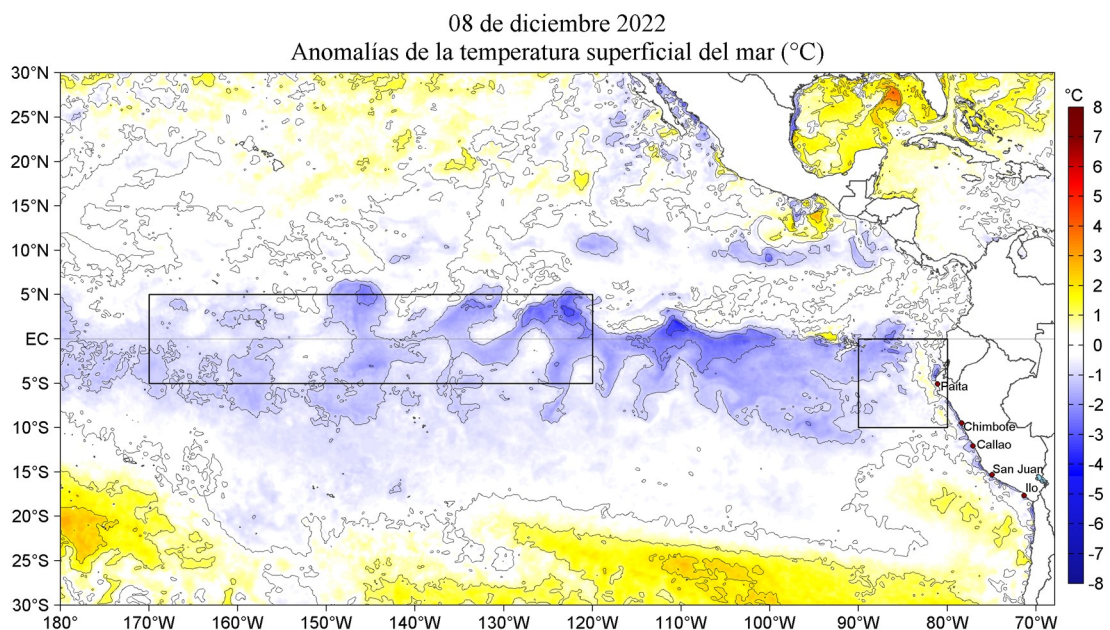 08 de diciembre 2022
Anomalías de la temperatura superficial del mar (°C)
30°N
25°N
20°N
15°N
10°N
5°N
EC
5°S
10°S
15°S
20°S
25°S
30°S
180
170°W
160°W
150°W
140°W
130°W
120°W
110°W
100°W
90°W
80°W
70°W
Paita
Chimbote
Callao
San Juan
Ilo
°C
8
7
6
5
4
3
2
1
0
-1
-2
-3
-4
-5
-6
-7
-8